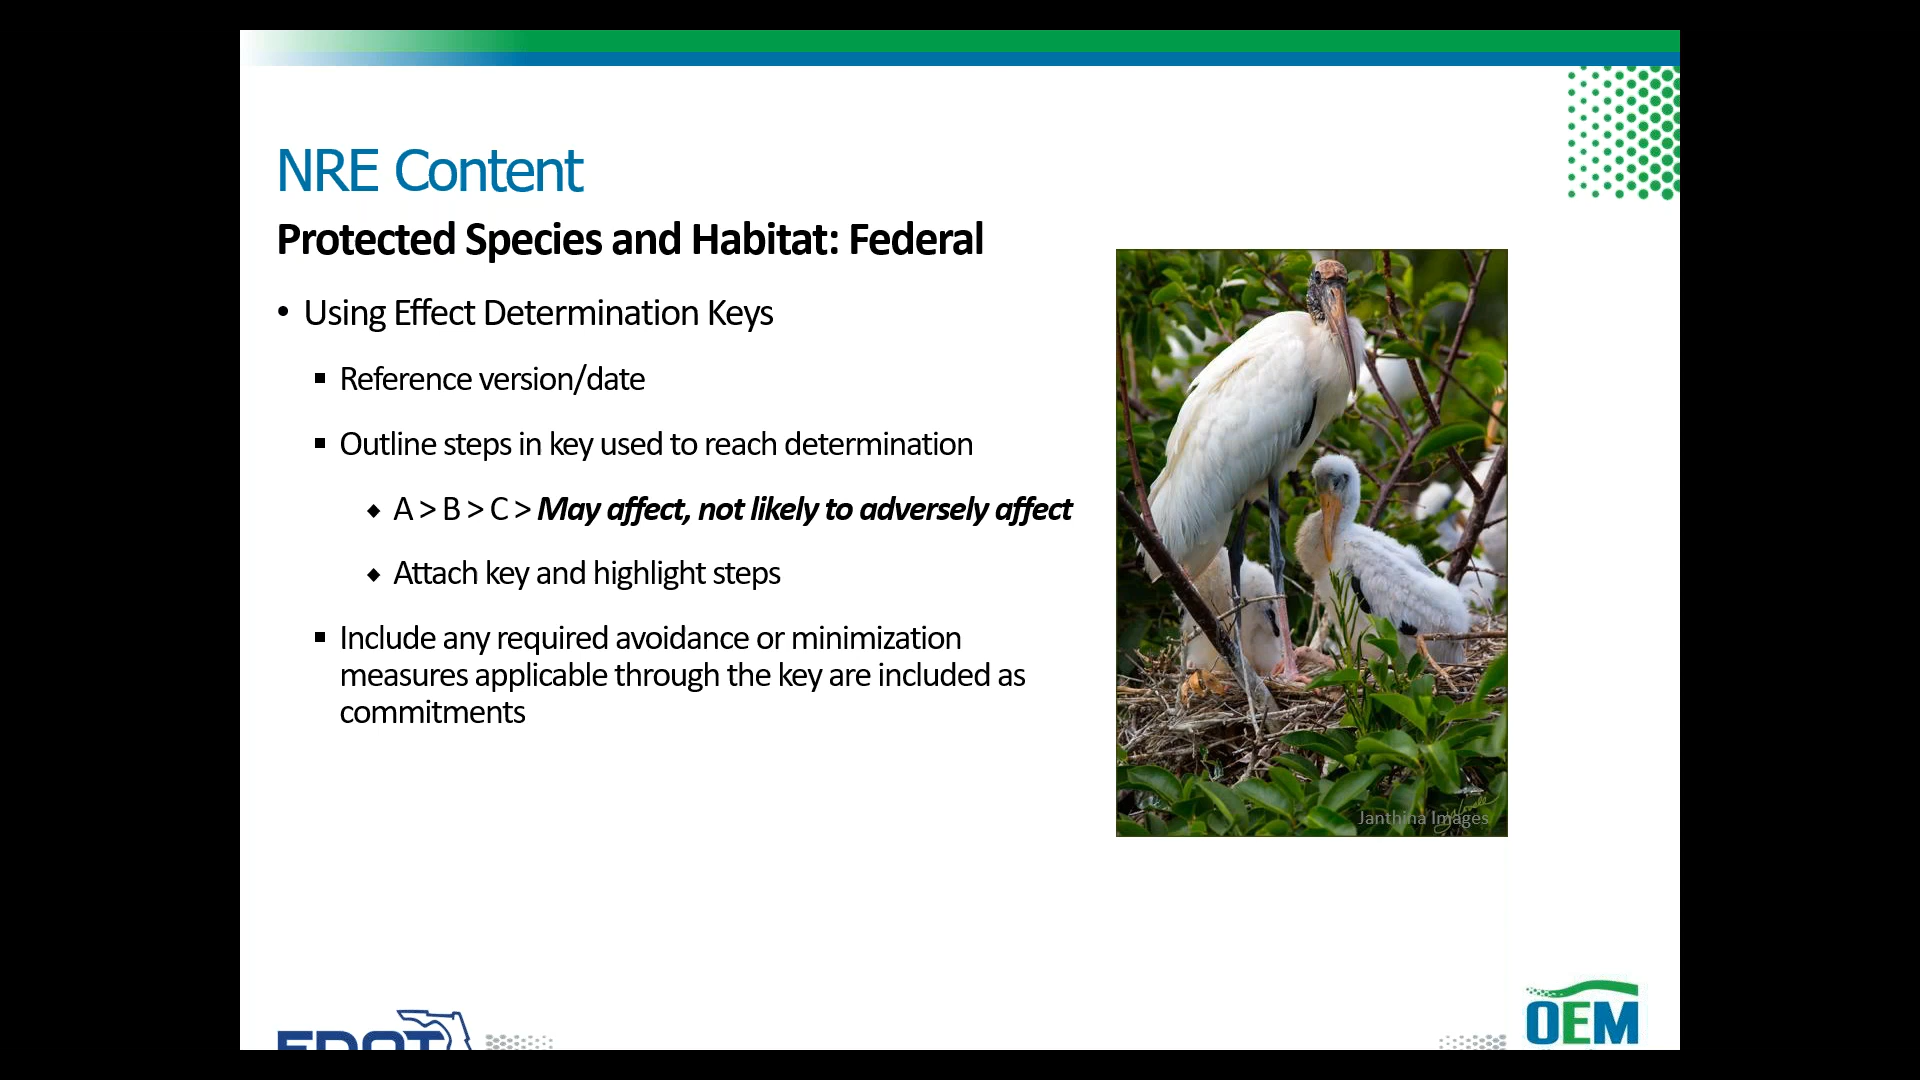 NRE Content
Protected Species and Habitat: Federal
• Using Effect Determination Keys
▪ Reference version/date
▪ Outline steps in key used to reach determination
◆ A > B > C > May affect, not likely to adversely affect
◆ Attach key and highlight steps
▪ Include any required avoidance or minimization
measures applicable through the key are included as
commitments
Janthina Images
FDOT
OEM